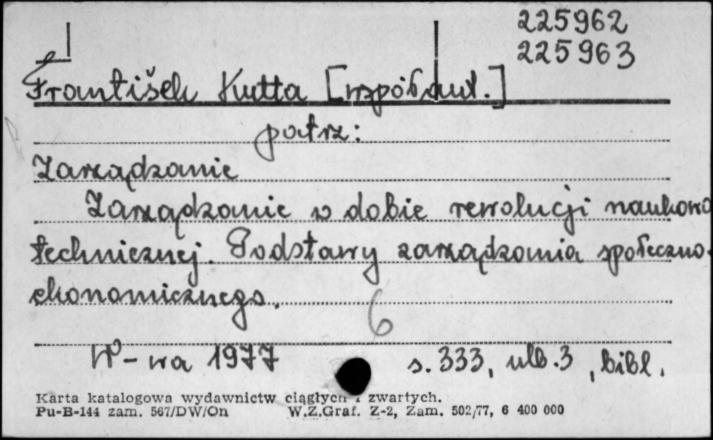 225962
225963
František Kutta [współaut.]
patrz:
Zarządzanie
Zarządzanie w dobie rewolucji naukowo
technicznej. Podstawy zarządzania społeczno-
ekonomicznego.
6
W-wa 1977 s. 333, nlb. 3, bibl.
Karta katalogowa wydawnictw ciągłych i zwartych.
Pu-B-144 zam. 567/DW/On W.Z.Graf. Z-2, Zam. 502/77, 6 400 000